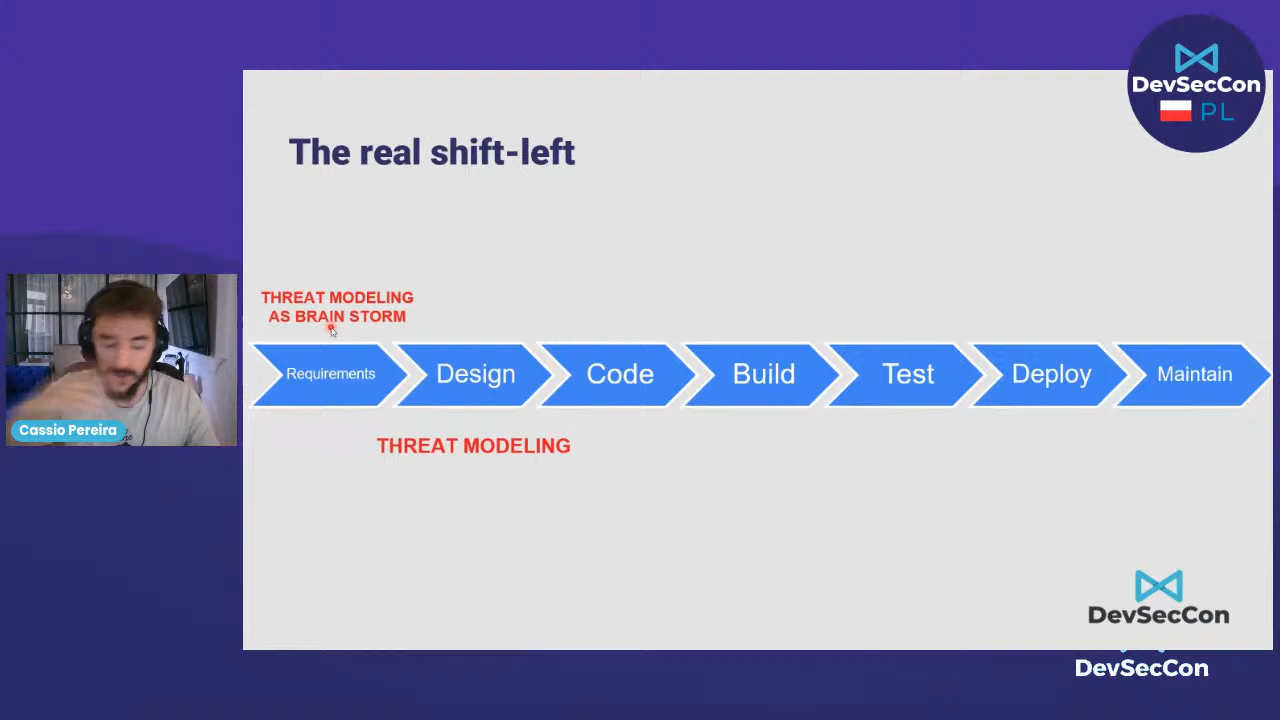 DevSecCon
PL
The real shift-left
THREAT MODELING
AS BRAIN STORM
Requirements
Design
Code
Build
Test
Deploy
Maintain
Cassio Pereira
THREAT MODELING
DevSecCon
DevSecCon